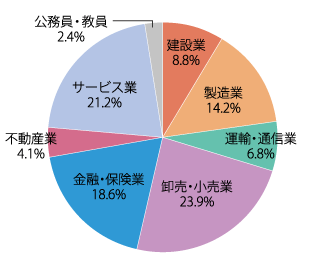 公務員・教員
2.4%
建設業
8.8%
製造業
14.2%
運輸・通信業
6.8%
卸売・小売業
23.9%
金融・保険業
18.6%
不動産業
4.1%
サービス業
21.2%